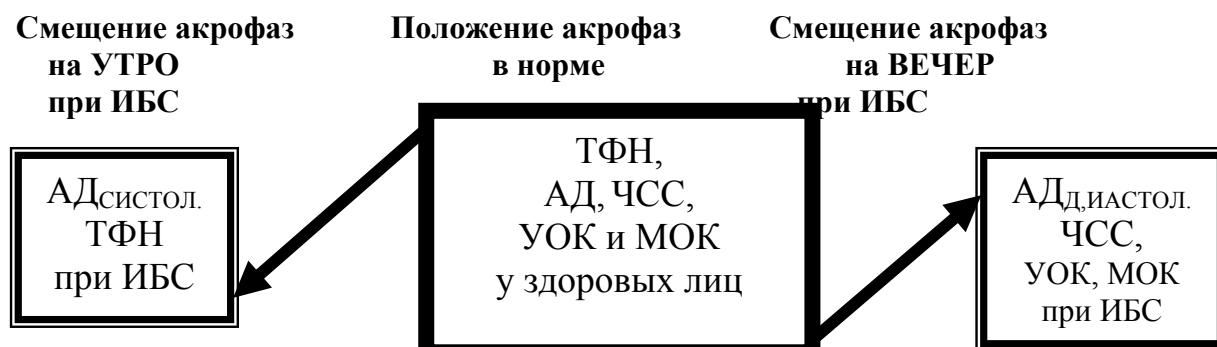 Смещение акрофаз
на УТРО
при ИБС
Положение акрофаз
в норме
Смещение акрофаз
на ВЕЧЕР
при ИБС
АДСИСТОЛ.
ТФН
при ИБС
ТФН,
АД, ЧСС,
УОК и МОК
у здоровых лиц
АДД,ИАСТОЛ.
ЧСС,
УОК, МОК
при ИБС